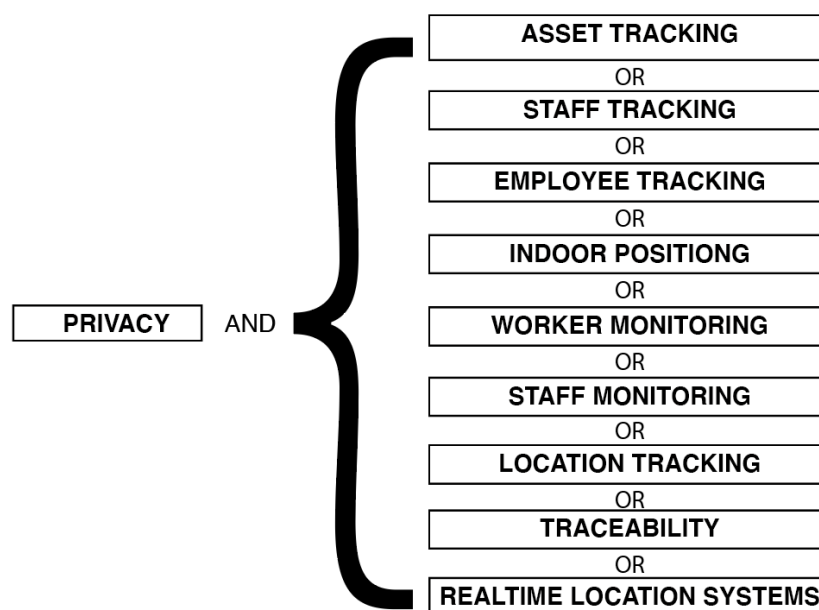 ASSET TRACKING
OR
STAFF TRACKING
OR
EMPLOYEE TRACKING
OR
INDOOR POSITIONG
OR
PRIVACY AND
WORKER MONITORING
OR
STAFF MONITORING
OR
LOCATION TRACKING
OR
TRACEABILITY
OR
REALTIME LOCATION SYSTEMS